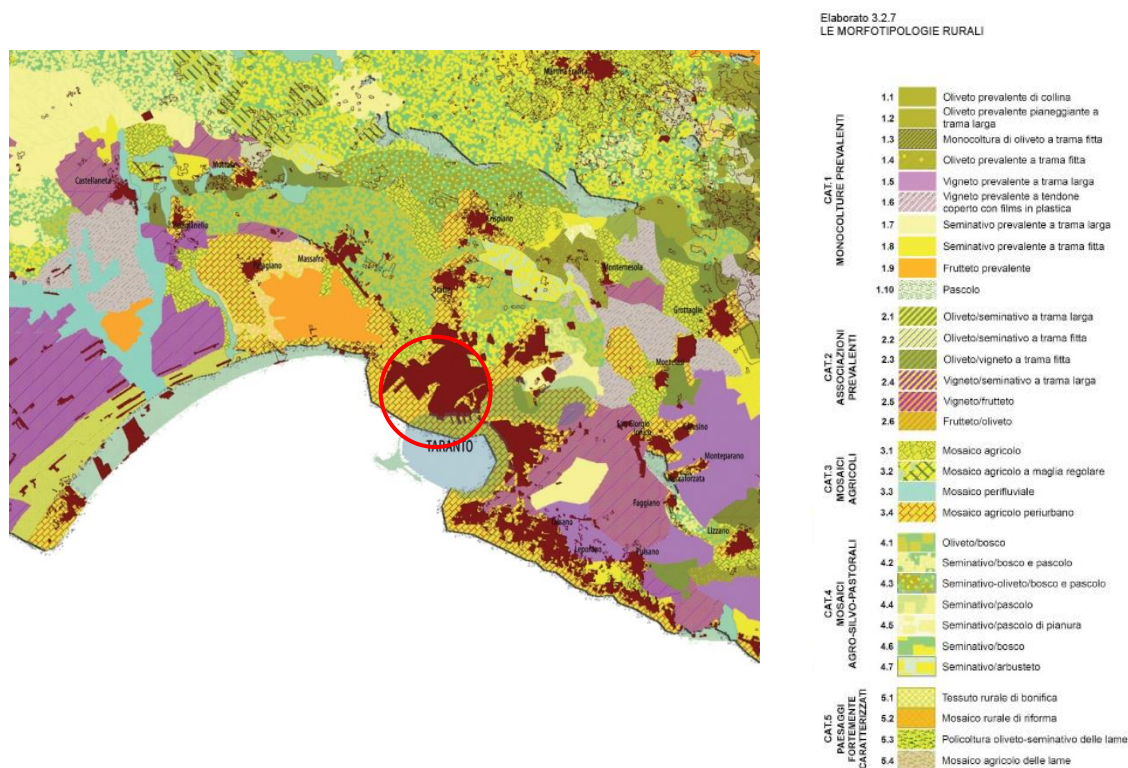 Elaborato 3.2.7
LE MORFOTIPOLOGIE RURALI
Castellaneta
Mottola
Massafra
Crispiano
Statte
Montemesola
Grottaglie
TARANTO
Monteparano
Faggiano
Lizzano
Leporano
Pulsano
CAT.1
MONOCOLTURE PREVALENTI
1.1 Oliveto prevalente di collina
1.2 Oliveto prevalente pianeggiante a
trama larga
1.3 Monocoltura di oliveto a trama fitta
1.4 Oliveto prevalente a trama fitta
1.5 Vigneto prevalente a trama larga
1.6 Vigneto prevalente a tendone
coperto con films in plastica
1.7 Seminativo prevalente a trama larga
1.8 Seminativo prevalente a trama fitta
1.9 Frutteto prevalente
1.10 Pascolo
CAT.2
ASSOCIAZIONI
PREVALENTI
2.1 Oliveto/seminativo a trama larga
2.2 Oliveto/seminativo a trama fitta
2.3 Oliveto/vigneto a trama fitta
2.4 Vigneto/seminativo a trama larga
2.5 Vigneto/frutteto
2.6 Frutteto/oliveto
CAT.3
MOSAICI
AGRICOLI
3.1 Mosaico agricolo
3.2 Mosaico agricolo a maglia regolare
3.3 Mosaico perifluviale
3.4 Mosaico agricolo periurbano
CAT.4
MOSAICI
AGRO-SILVO-PASTORALI
4.1 Oliveto/bosco
4.2 Seminativo/bosco e pascolo
4.3 Seminativo-oliveto/bosco e pascolo
4.4 Seminativo/pascolo
4.5 Seminativo/pascolo di pianura
4.6 Seminativo/bosco
4.7 Seminativo/arbusteto
CAT.5
PAESAGGI
FORTEMENTE
CARATTERIZZATI
5.1 Tessuto rurale di bonifica
5.2 Mosaico rurale di riforma
5.3 Policoltura oliveto-seminativo delle lame
5.4 Mosaico agricolo delle lame